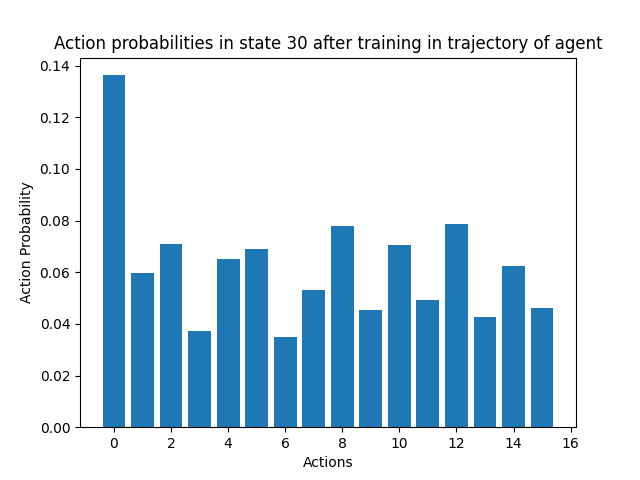 Action probabilities in state 30 after training in trajectory of agent
0.14
0.12
0.10
0.08
0.06
0.04
0.02
0.00
Action Probability
0 2 4 6 8 10 12 14 16
Actions